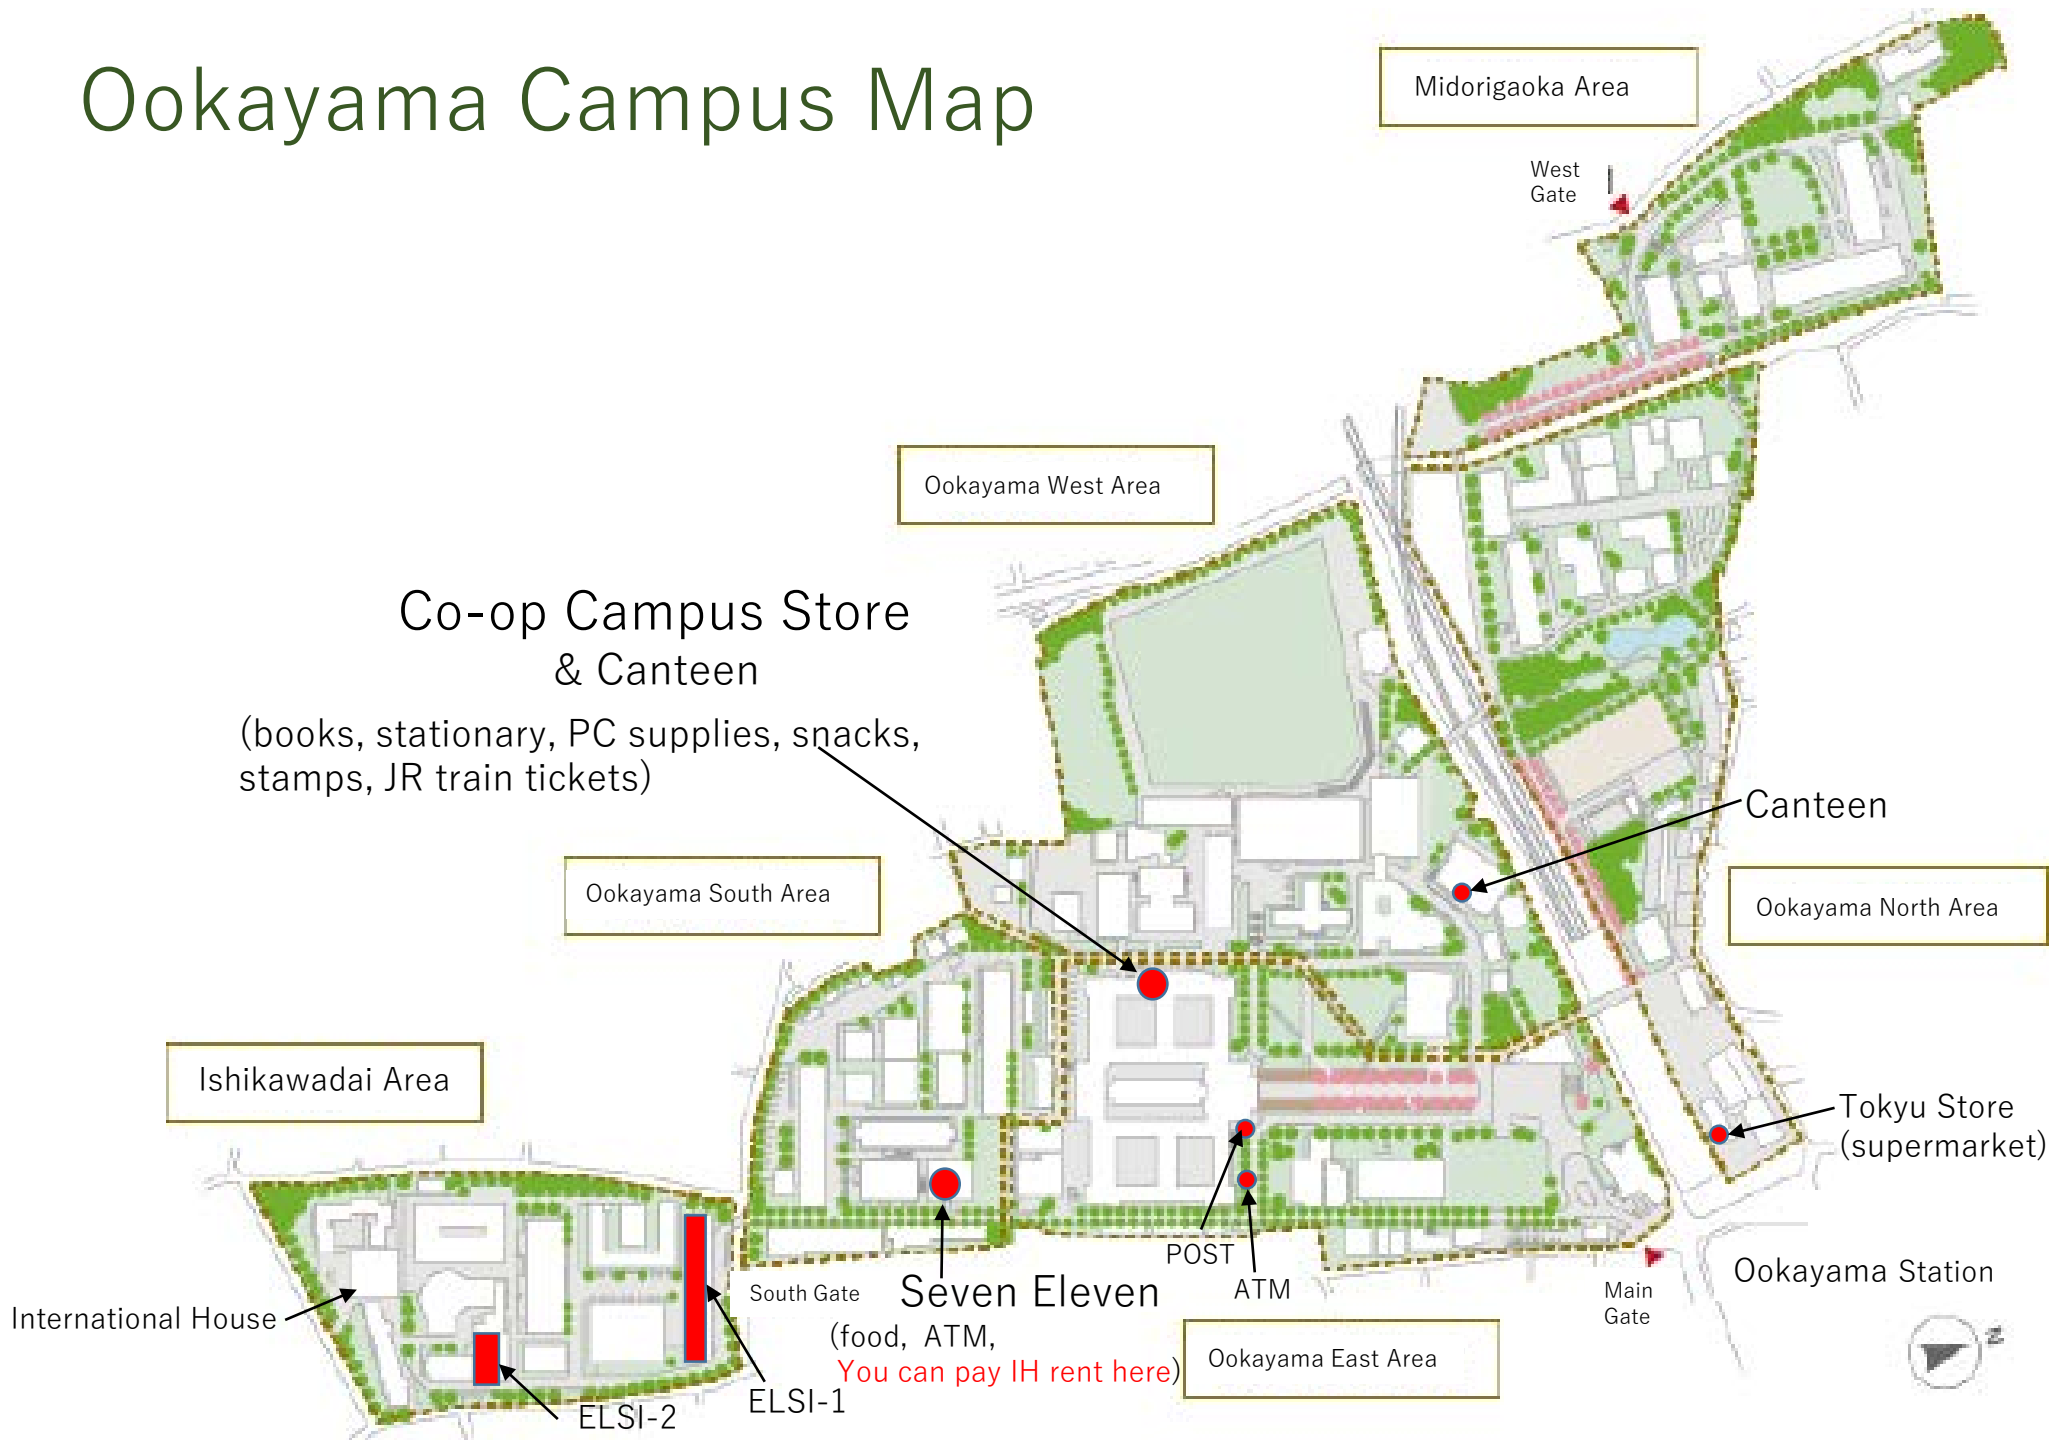 Ookayama Campus Map
Midorigaoka Area
West
Gate
Ookayama West Area
Co-op Campus Store
& Canteen
(books, stationary, PC supplies, snacks,
stamps, JR train tickets)
Canteen
Ookayama South Area
Ookayama North Area
Ishikawadai Area
Tokyu Store
(supermarket)
International House
South Gate
Seven Eleven
(food, ATM,
You can pay IH rent here)
POST
ATM
Main
Gate
Ookayama Station
Ookayama East Area
ELSI-2
ELSI-1
N